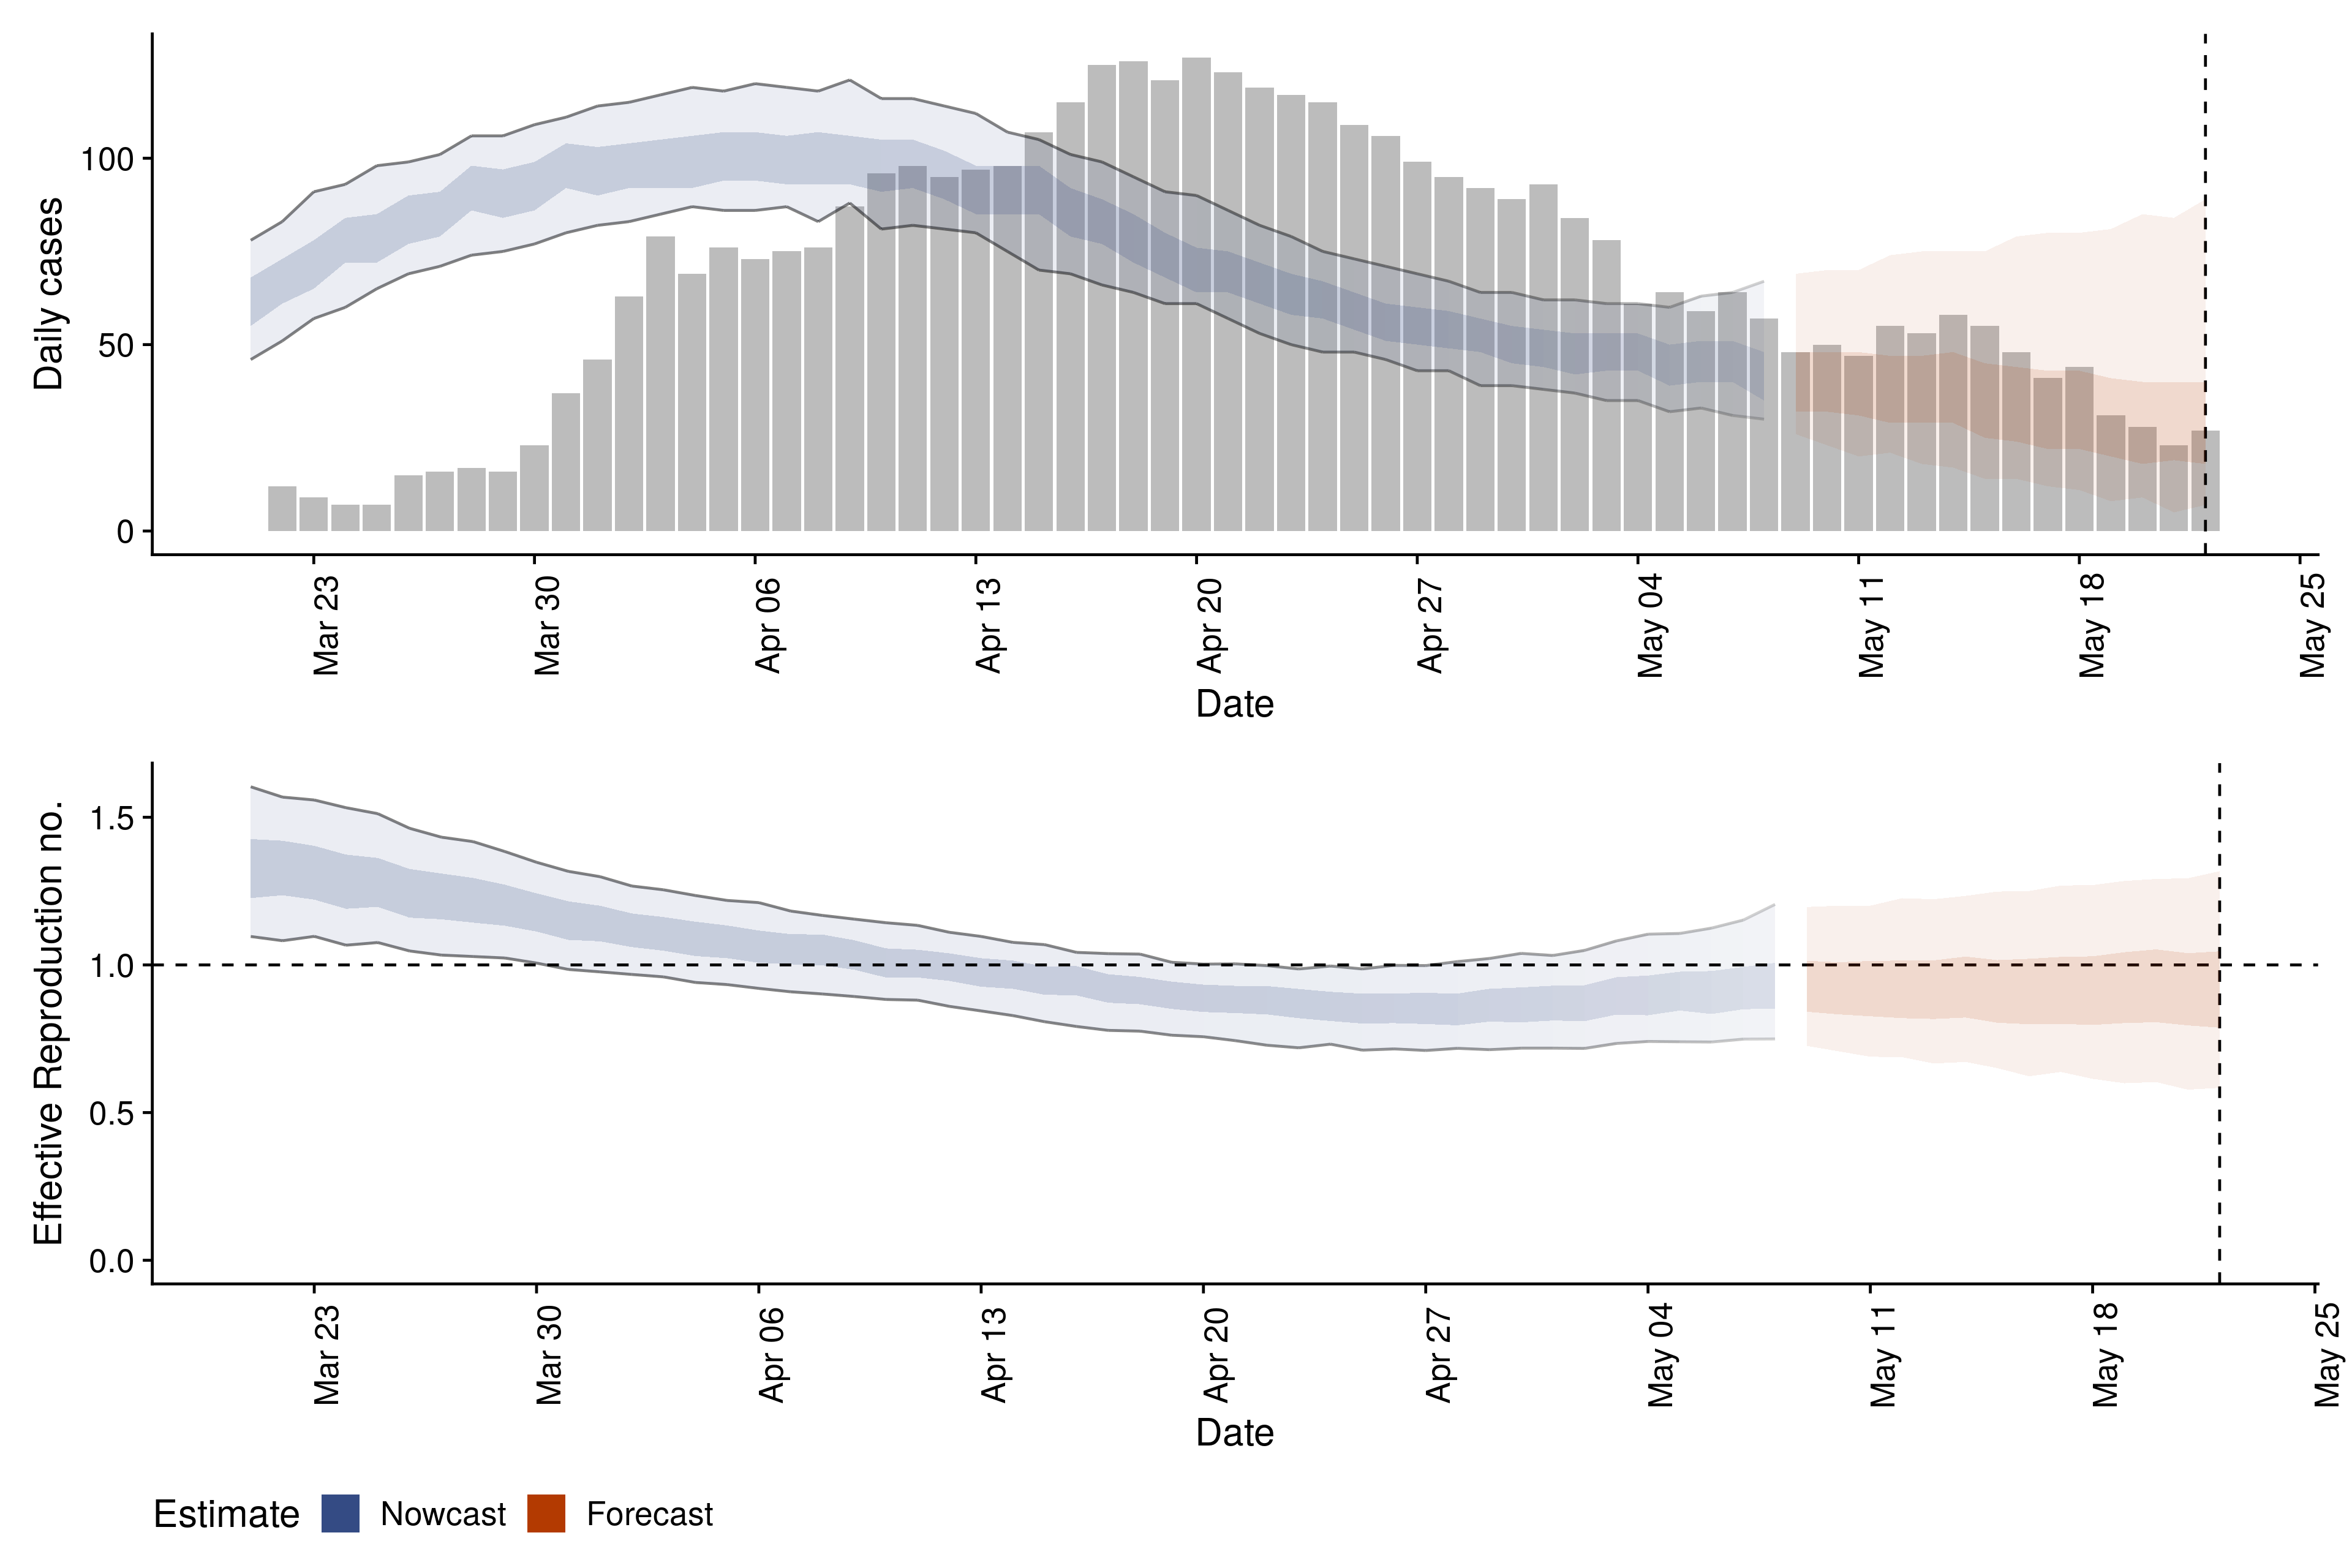 Daily cases
100
50
0
Mar 23
Mar 30
Apr 06
Apr 13
Apr 20
Apr 27
May 04
May 11
May 18
May 25
Date
Effective Reproduction no.
1.5
1.0
0.5
0.0
Mar 23
Mar 30
Apr 06
Apr 13
Apr 20
Apr 27
May 04
May 11
May 18
May 25
Date
Estimate Nowcast Forecast